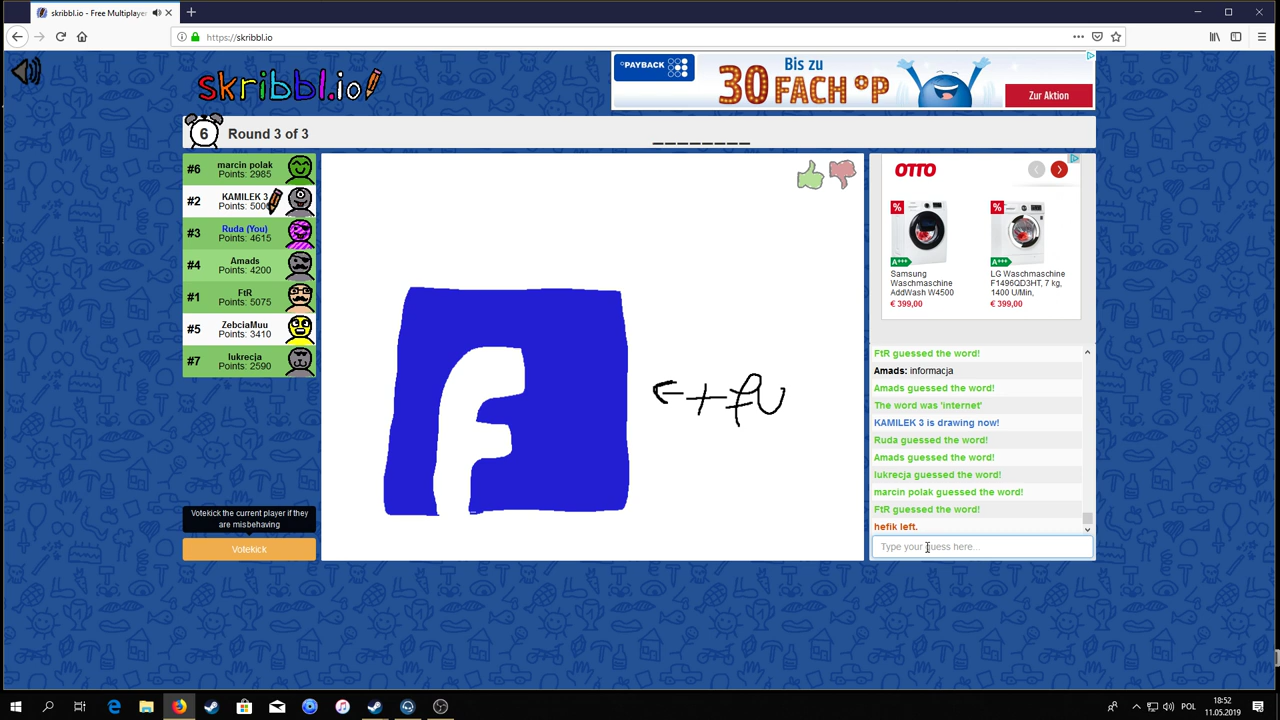 skribbl.io - Free Multiplaye
https://skribbl.io
skribbl.io!
°PAYBACK
Bis zu
30 FACH °P
Zur Aktion
6
Round 3 of 3
________
#6
marcin polak
Points: 2985
#2
KAMILEK 3
Points: 500
#3
Ruda (You)
Points: 4615
#4
Amads
Points: 4200
#1
FtR
Points: 5075
#5
ZebciaMuu
Points: 3410
#7
lukrecja
Points: 2590
Votekick the current player if they
are misbehaving
Votekick
f
OTTO
%
%
A+++
A+++
Samsung
Waschmaschine
AddWash W4500
€ 399,00
LG Waschmaschine
F1496QD3HT, 7 kg,
1400 U/Min,
€ 399,00
FtR guessed the word!
Amads: informacja
Amads guessed the word!
The word was 'internet'
KAMILEK 3 is drawing now!
Ruda guessed the word!
Amads guessed the word!
lukrecja guessed the word!
marcin polak guessed the word!
FtR guessed the word!
hefik left.
Type your guess here...
POL
18:52
11.05.2019